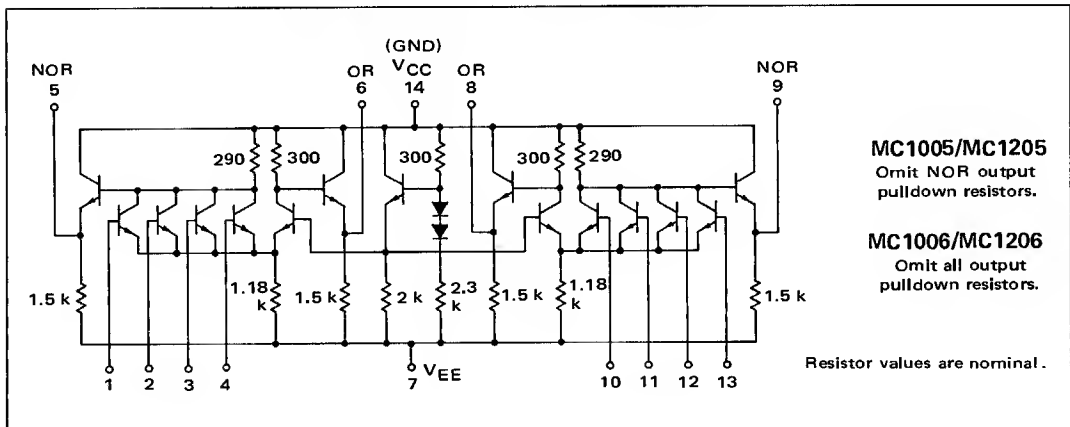 (GND)
NOR OR VCC OR NOR
5 6 14 8 9
290 300 300 300 290
1.5 k 1.18 k 1.5 k 2 k 2.3 k 1.5 k 1.18 k 1.5 k
1 2 3 4 7 VEE 10 11 12 13
MC1005/MC1205
Omit NOR output
pulldown resistors.
MC1006/MC1206
Omit all output
pulldown resistors.
Resistor values are nominal.